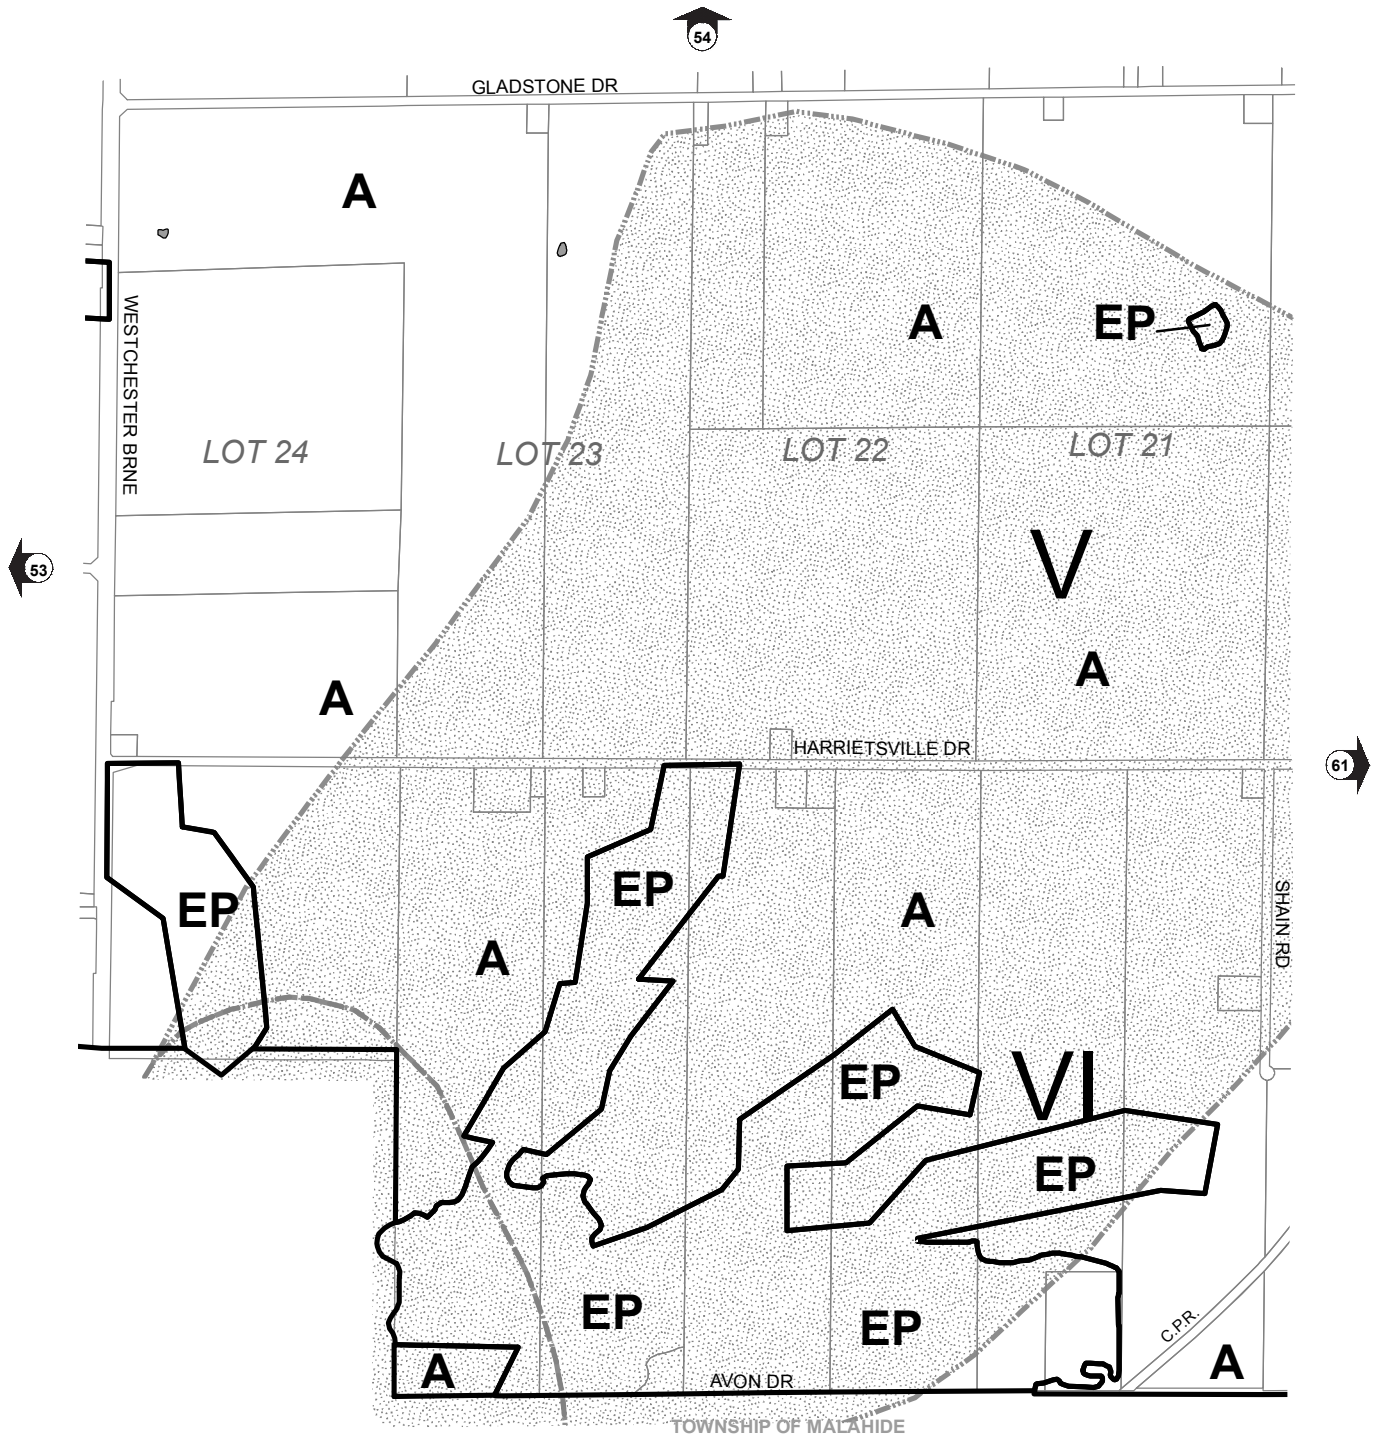 54
GLADSTONE DR
A
A
EP
WESTCHESTER BRNE
LOT 24
LOT 23
LOT 22
LOT 21
V
53
A
A
HARRIETSVILLE DR
61
EP
EP
A
A
SHAIN RD
VI
EP
EP
EP
EP
C.P.R.
A
A
AVON DR
TOWNSHIP OF MALAHIDE